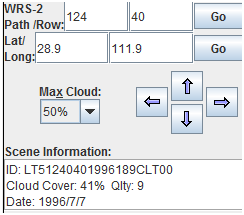 WRS-2
Path /Row: 124 40 Go
Lat/
Long: 28.9 111.9 Go
Max Cloud:
50%
Scene Information:
ID: LT51240401996189CLT00
Cloud Cover: 41% Qlty: 9
Date: 1996/7/7